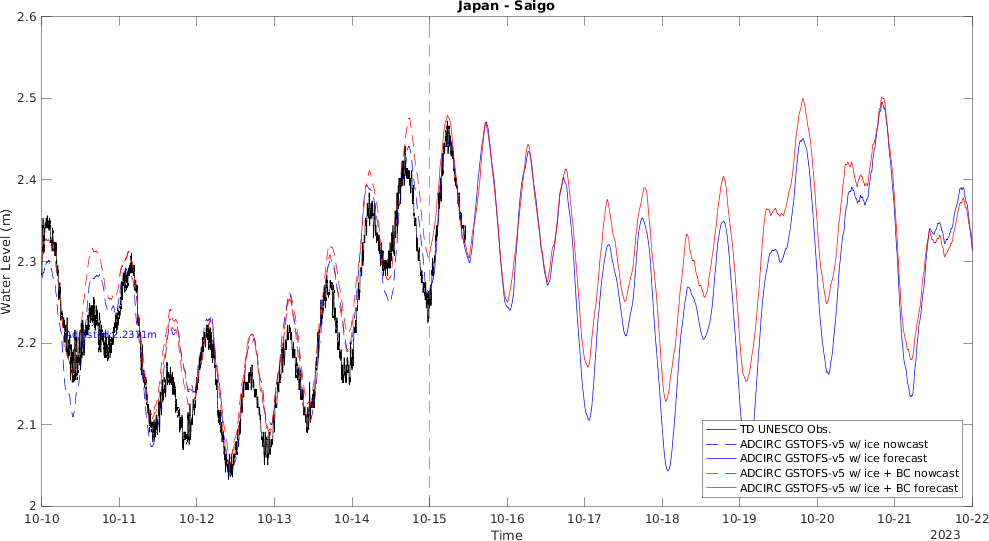 Japan - Saigo
2.6
2.5
2.4
2.3
2.2
2.1
2
Water Level (m)
2.2371m
TD UNESCO Obs.
ADCIRC GSTOFS-v5 w/ ice nowcast
ADCIRC GSTOFS-v5 w/ ice forecast
ADCIRC GSTOFS-v5 w/ ice + BC nowcast
ADCIRC GSTOFS-v5 w/ ice + BC forecast
10-10 10-11 10-12 10-13 10-14 10-15 10-16 10-17 10-18 10-19 10-20 10-21 10-22
Time
2023